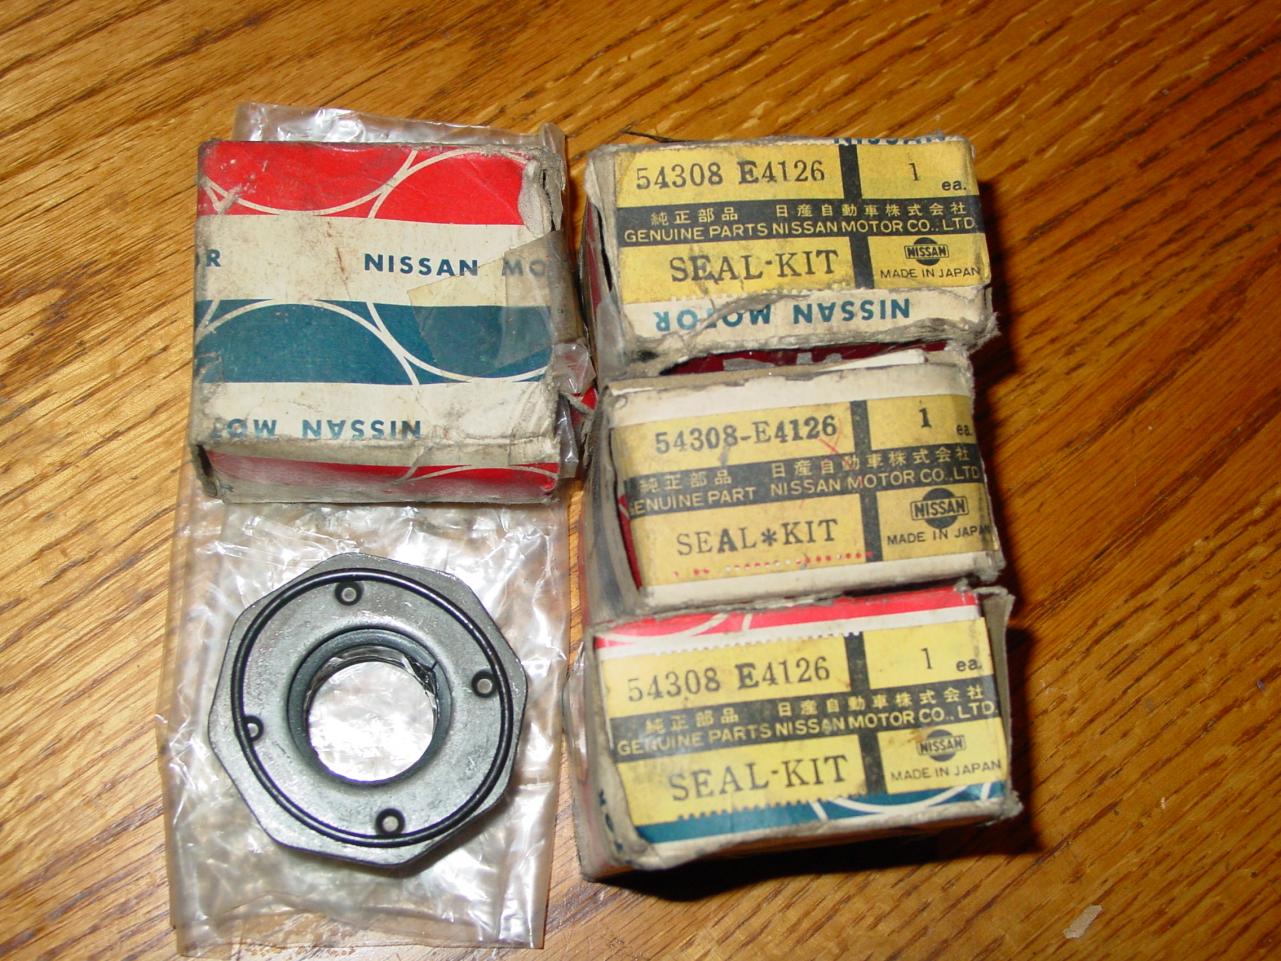 R NISSAN MO
NISSAN MOT
NISSAN
54308 E4126 1 ea.
純正部品 日産自動車株式会社
GENUINE PARTS NISSAN MOTOR CO., LTD
SEAL-KIT NISSAN
MADE IN JAPAN
NISSAN MOTOR
54308-E4126 1 ea.
純正部品 日産自動車株式会社
GENUINE PART NISSAN MOTOR CO., LTD
SEAL*KIT NISSAN
MADE IN JAPAN
54308 E4126 1 ea.
純正部品 日産自動車株式会社
GENUINE PARTS NISSAN MOTOR CO., LTD
SEAL-KIT NISSAN
MADE IN JAPAN